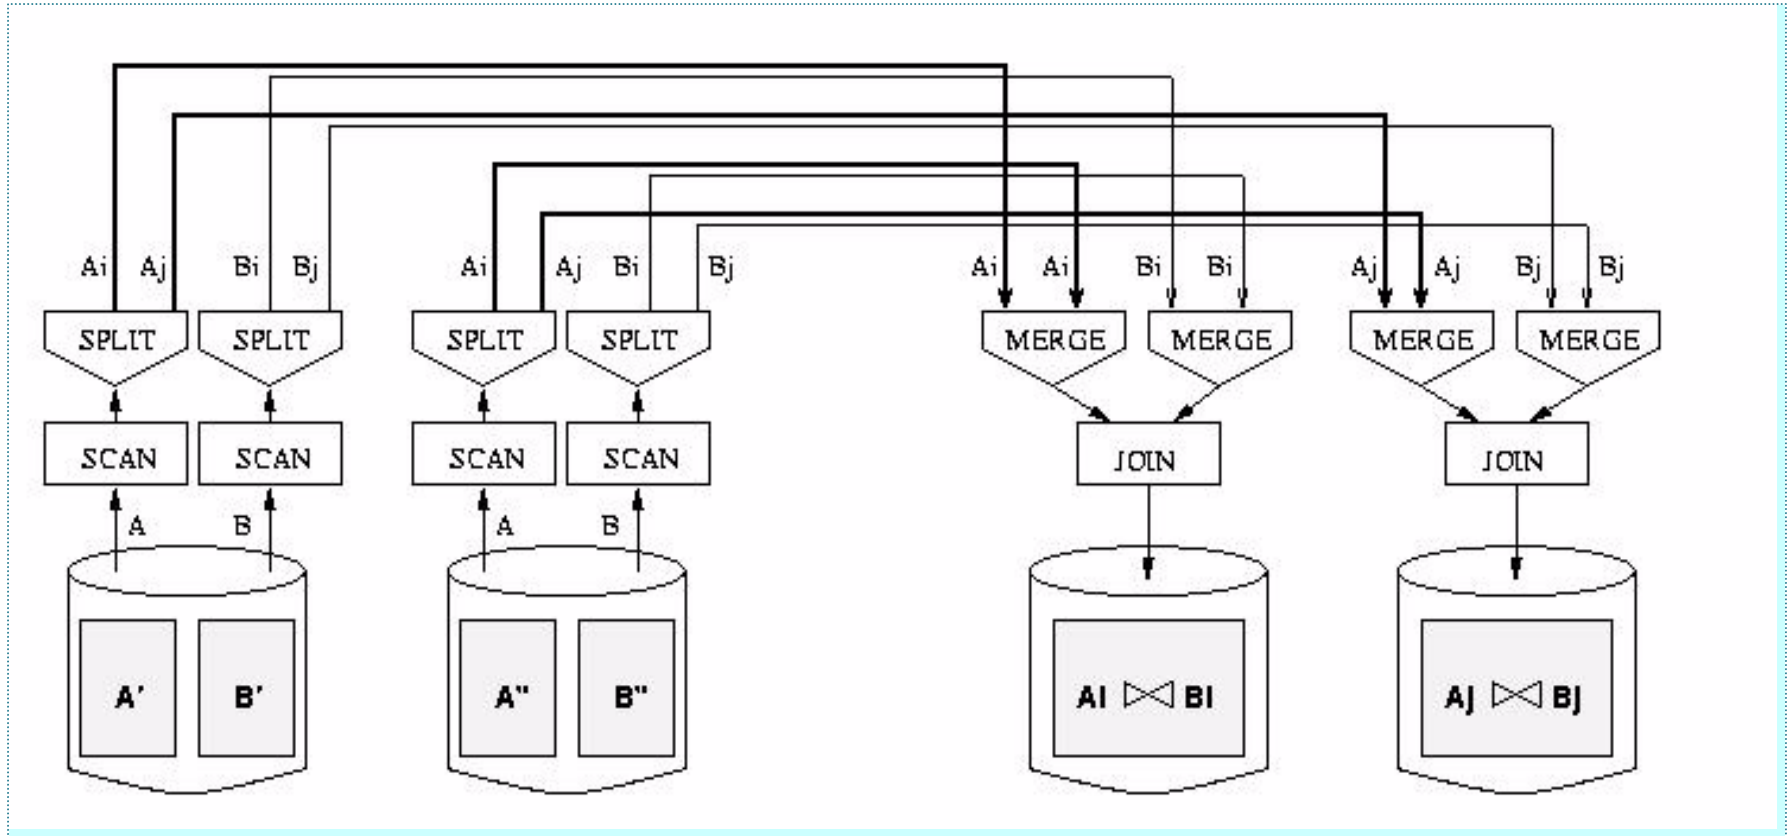 Ai Aj Bi Bj Ai Aj Bi Bj Ai Ai Bi Bi Aj Aj Bj Bj
SPLIT SPLIT SPLIT SPLIT MERGE MERGE MERGE MERGE
SCAN SCAN SCAN SCAN JOIN JOIN
A B A B
A' B' A" B" Ai ⋈ Bi Aj ⋈ Bj